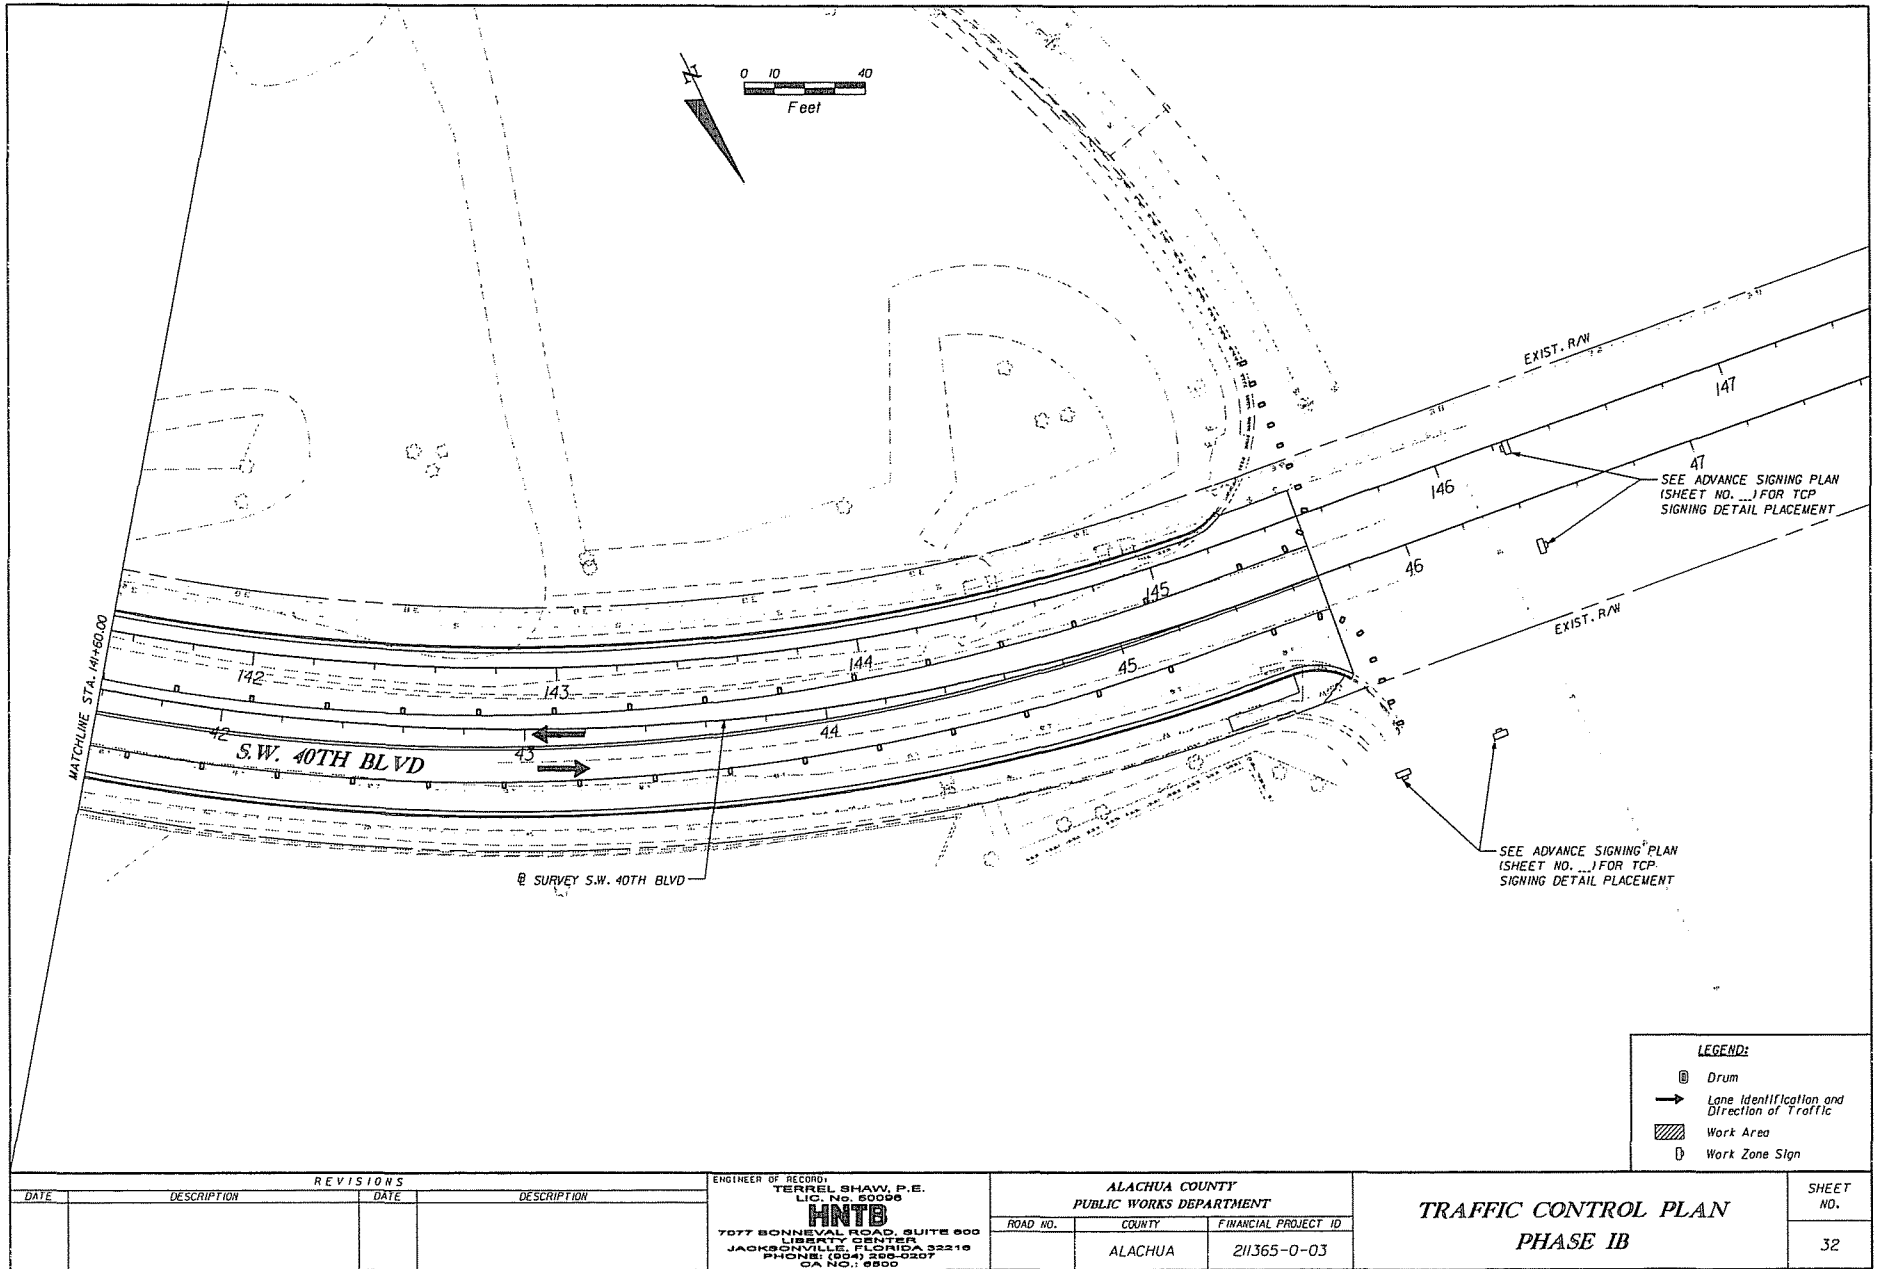 N
0 10 40
Feet
MATCHLINE STA. 141+60.00
EXIST. R/W
147
47
146
46
SEE ADVANCE SIGNING PLAN
(SHEET NO. __) FOR TCP
SIGNING DETAIL PLACEMENT
EXIST. R/W
145
45
144
44
143
43
142
42
S.W. 40TH BLVD
℄ SURVEY S.W. 40TH BLVD
SEE ADVANCE SIGNING PLAN
(SHEET NO. __) FOR TCP
SIGNING DETAIL PLACEMENT
LEGEND:
Drum
Lane Identification and
Direction of Traffic
Work Area
Work Zone Sign
REVISIONS
DATE DESCRIPTION DATE DESCRIPTION
ENGINEER OF RECORD:
TERREL SHAW, P.E.
LIC. No. 50096
HNTB
7077 BONNEVAL ROAD, SUITE 600
LIBERTY CENTER
JACKSONVILLE, FLORIDA 32216
PHONE: (904) 296-0207
CA NO.: 6500
ALACHUA COUNTY
PUBLIC WORKS DEPARTMENT
ROAD NO. COUNTY FINANCIAL PROJECT ID
ALACHUA 211365-0-03
TRAFFIC CONTROL PLAN
PHASE IB
SHEET
NO.
32